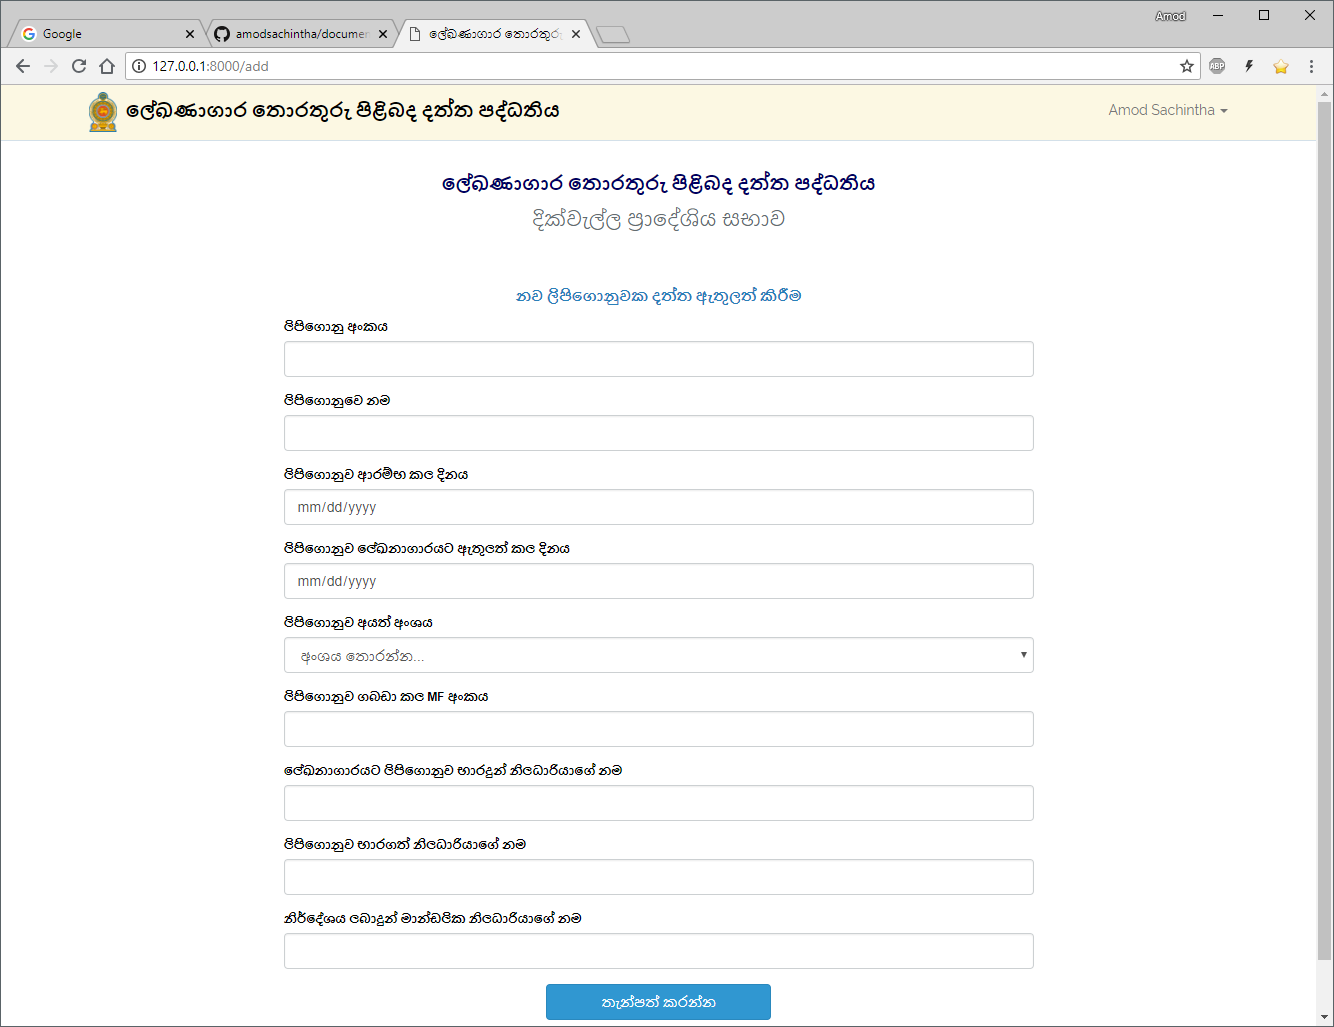 Amod
Google
amodsachintha/documen
ලේඛණාගාර තොරතුරු
127.0.0.1:8000/add
ABP
ලේඛණාගාර තොරතුරු පිළිබද දත්ත පද්ධතිය
Amod Sachintha
ලේඛණාගාර තොරතුරු පිළිබද දත්ත පද්ධතිය
දික්වැල්ල ප්‍රාදේශිය සභාව
නව ලිපිගොනුවක දත්ත ඇතුලත් කිරීම
ලිපිගොනු අංකය
ලිපිගොනුවෙ නම
ලිපිගොනුව ආරම්භ කල දිනය
mm/dd/yyyy
ලිපිගොනුව ලේඛනාගාරයට ඇතුලත් කල දිනය
mm/dd/yyyy
ලිපිගොනුව අයත් අංශය
අංශය තොරන්න...
ලිපිගොනුව ගබඩා කල MF අංකය
ලේඛනාගාරයට ලිපිගොනුව භාරදුන් නිලධාරියාගේ නම
ලිපිගොනුව භාරගත් නිලධාරියාගේ නම
නිර්දේශය ලබාදුන් මාන්ඩලික නිලධාරියාගේ නම
තැන්පත් කරන්න